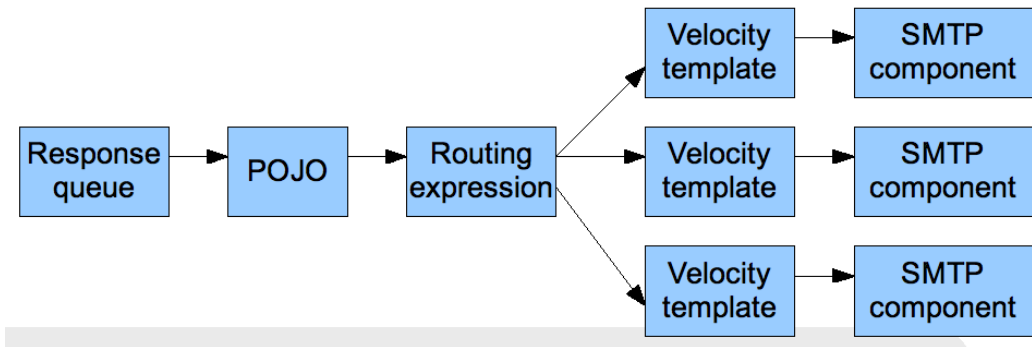 Response
queue
POJO
Routing
expression
Velocity
template
SMTP
component
Velocity
template
SMTP
component
Velocity
template
SMTP
component